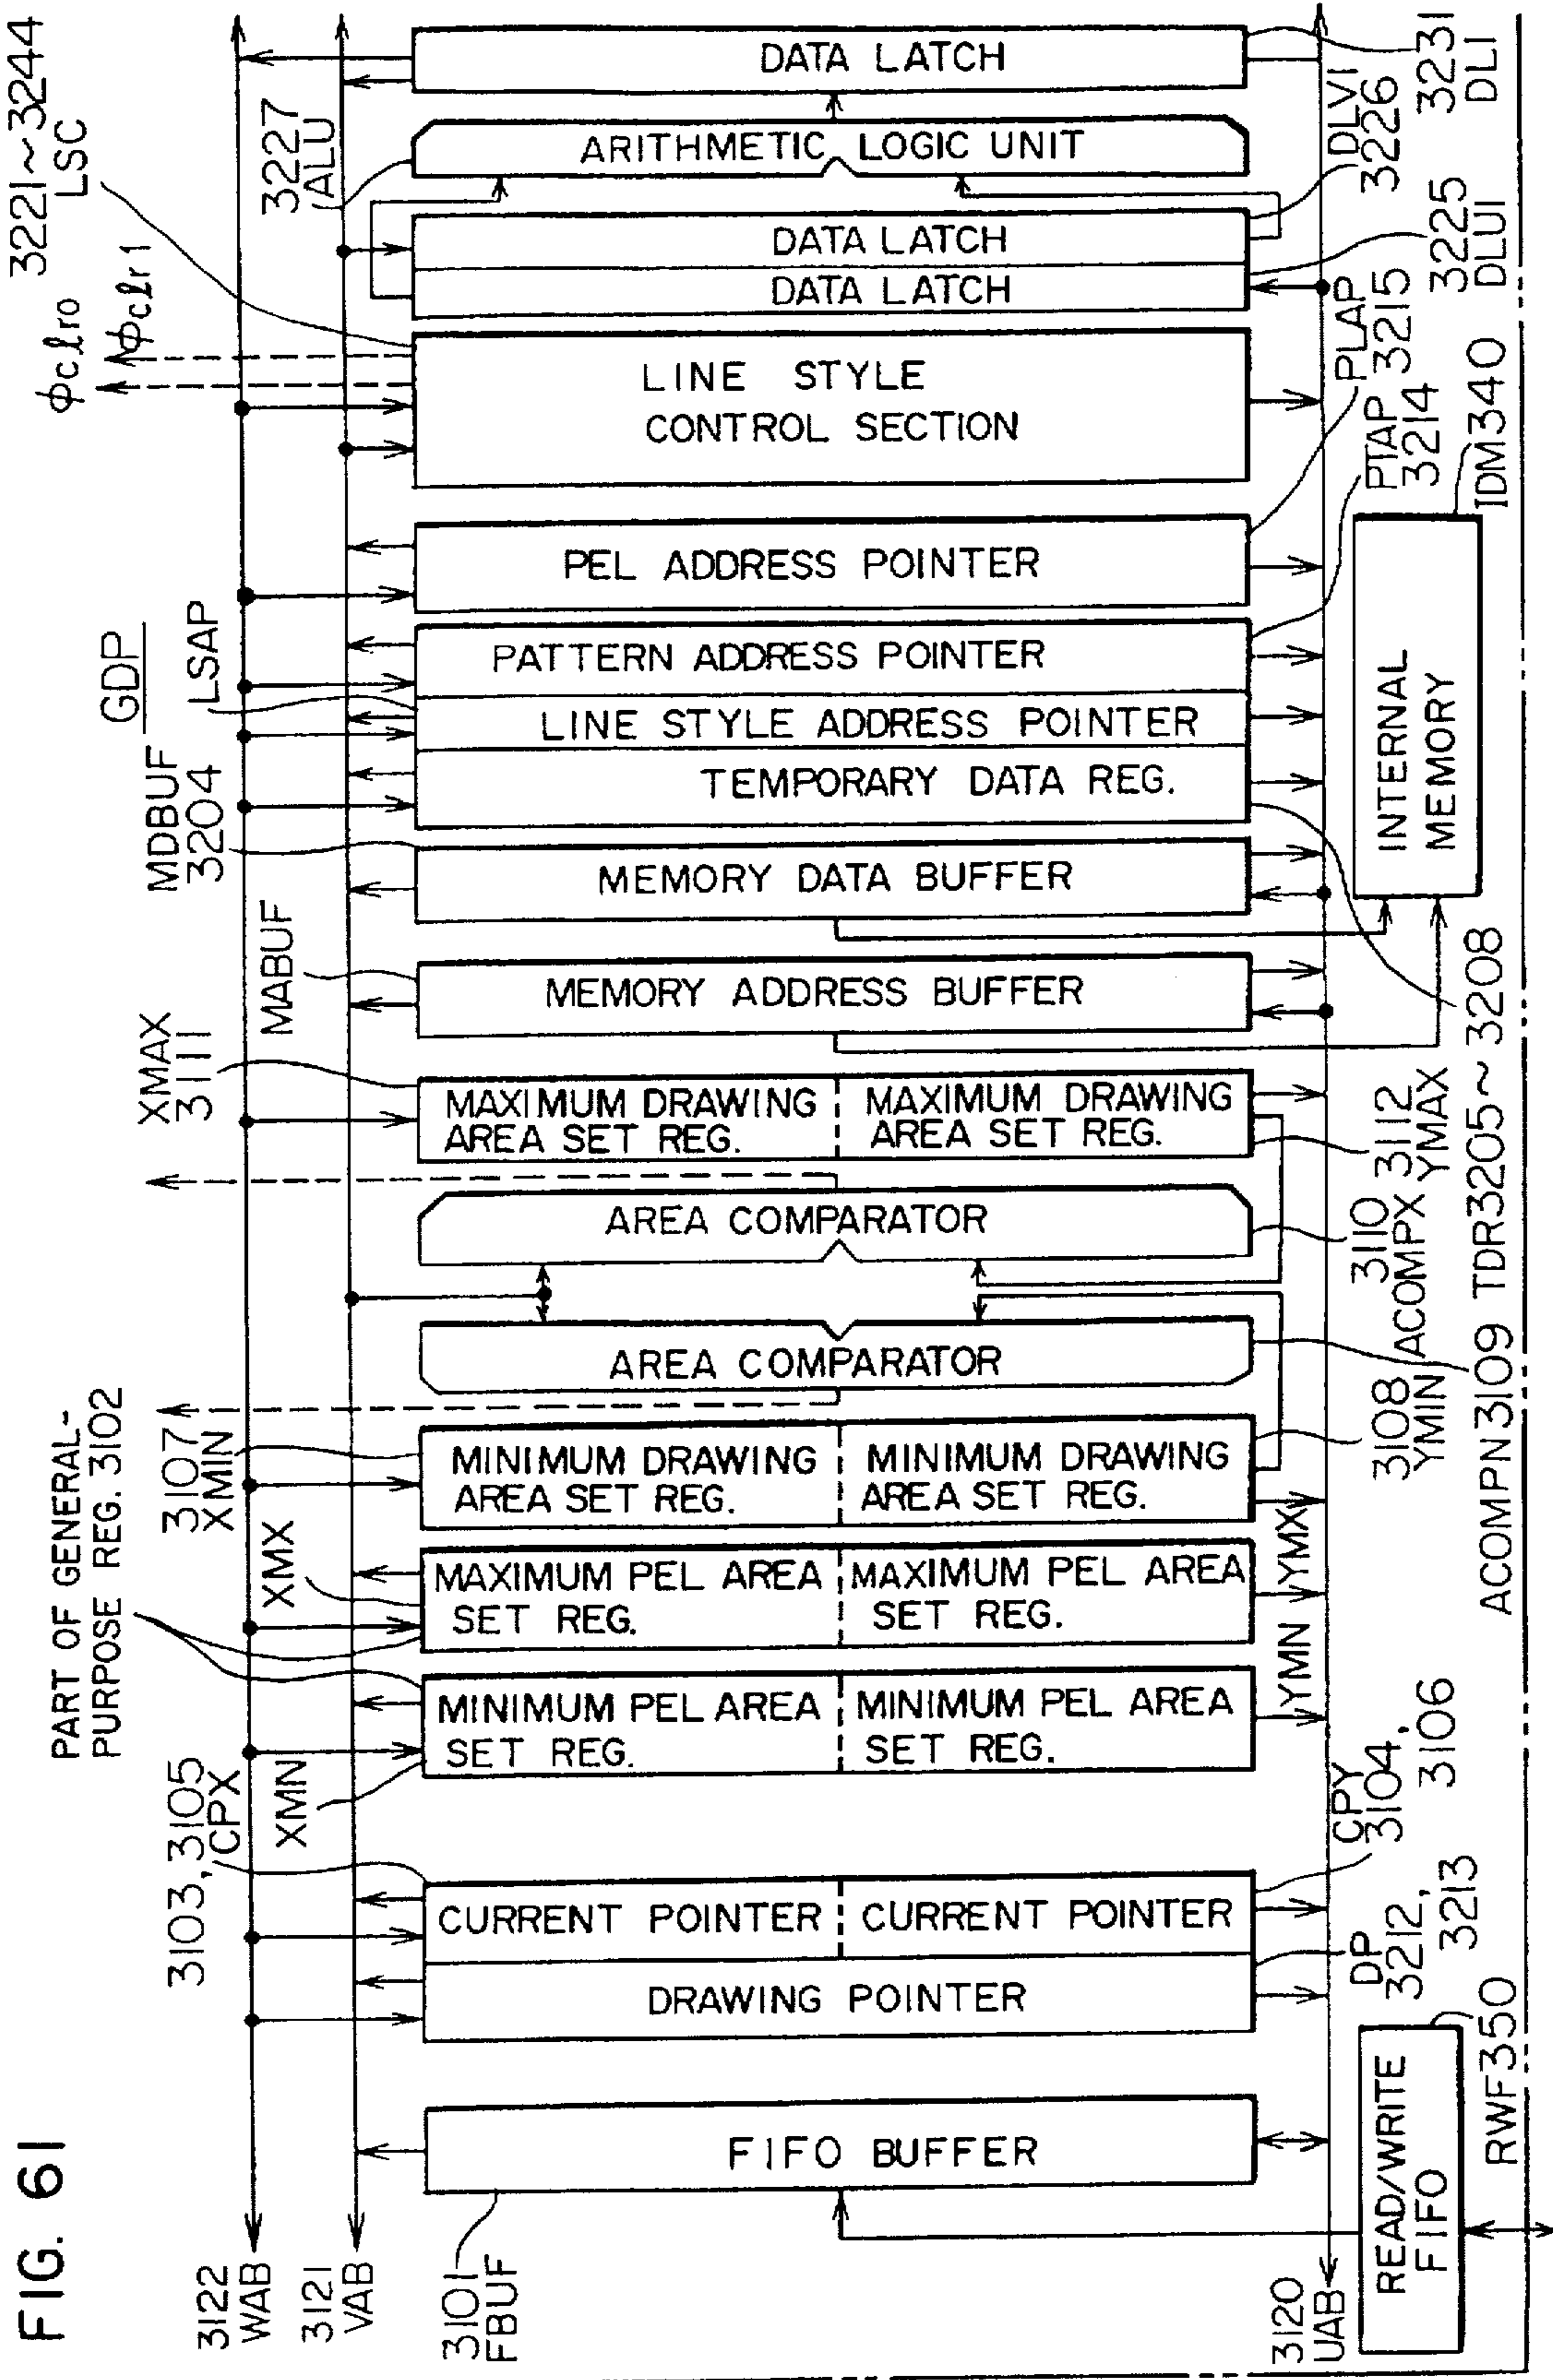 FIG. 61
3122
WAB
3121
VAB
3101
FBUF
3120
UAB
FIFO BUFFER
READ/WRITE
FIFO
RWF350
3103, 3105
CPX
CURRENT POINTER
CURRENT POINTER
DRAWING POINTER
CPY
3104,
3106
DP
3212,
3213
PART OF GENERAL-
PURPOSE REG. 3102
XMN
MINIMUM PEL AREA
SET REG.
MINIMUM PEL AREA
SET REG.
YMN
XMX
MAXIMUM PEL AREA
SET REG.
MAXIMUM PEL AREA
SET REG.
YMX
3107
XMIN
MINIMUM DRAWING
AREA SET REG.
MINIMUM DRAWING
AREA SET REG.
3108
YMIN
AREA COMPARATOR
ACOMPN3109
AREA COMPARATOR
3110
ACOMPX
XMAX
3111
MAXIMUM DRAWING
AREA SET REG.
MAXIMUM DRAWING
AREA SET REG.
3112
YMAX
MABUF
MEMORY ADDRESS BUFFER
MDBUF
3204
MEMORY DATA BUFFER
TDR3205~3208
GDP
LSAP
PATTERN ADDRESS POINTER
LINE STYLE ADDRESS POINTER
TEMPORARY DATA REG.
INTERNAL
MEMORY
IDM340
PTAP
3214
PEL ADDRESS POINTER
PLAP
3215
ϕclr0
ϕclr1
3221~3244
LSC
LINE STYLE
CONTROL SECTION
DATA LATCH
DATA LATCH
3225
DLU1
DLV1
3226
3227
ALU
ARITHMETIC LOGIC UNIT
DATA LATCH
3231
DL1